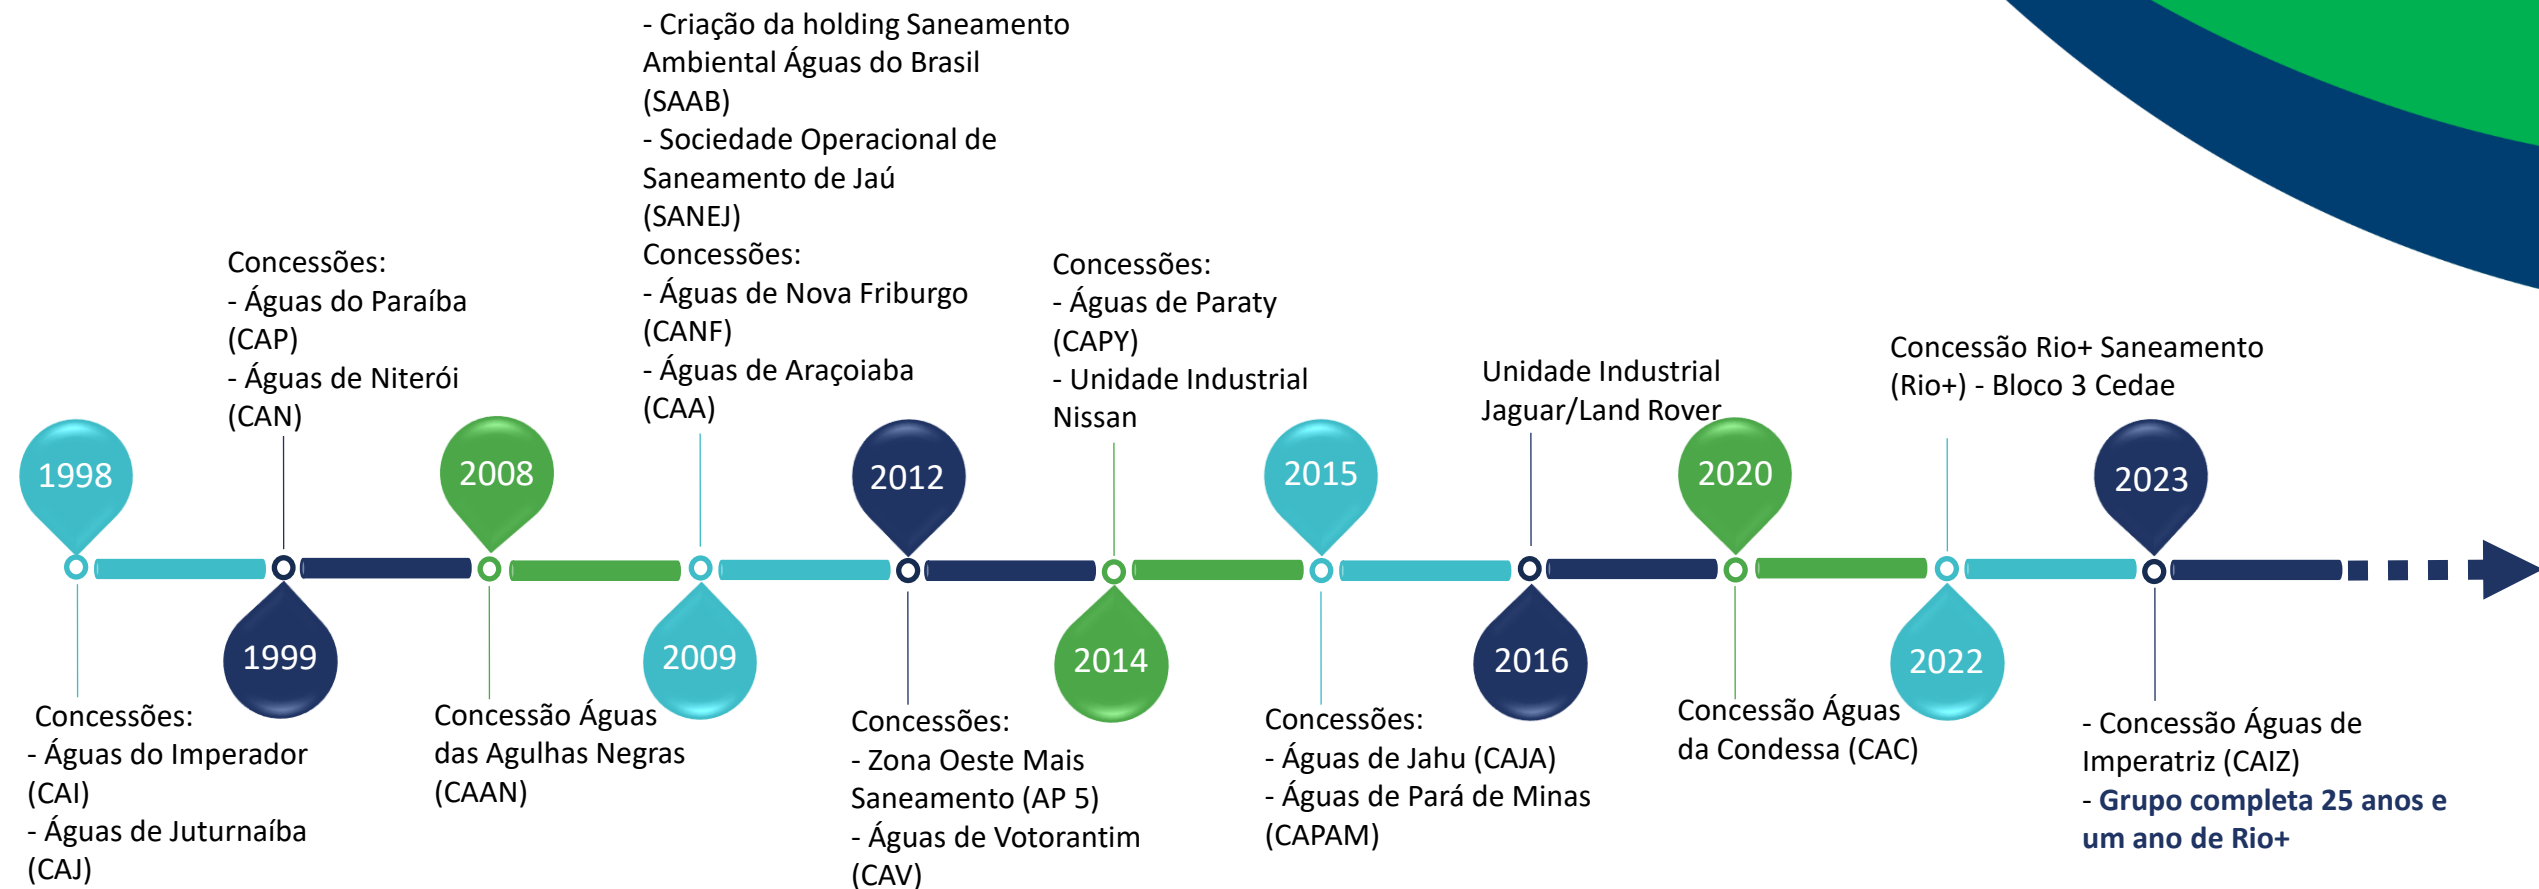 1998
Concessões:
- Águas do Imperador
(CAI)
- Águas de Juturnaíba
(CAJ)
Concessões:
- Águas do Paraíba
(CAP)
- Águas de Niterói
(CAN)
1999
2008
Concessão Águas
das Agulhas Negras
(CAAN)
- Criação da holding Saneamento
Ambiental Águas do Brasil
(SAAB)
- Sociedade Operacional de
Saneamento de Jaú
(SANEJ)
Concessões:
- Águas de Nova Friburgo
(CANF)
- Águas de Araçoiaba
(CAA)
2009
2012
Concessões:
- Zona Oeste Mais
Saneamento (AP 5)
- Águas de Votorantim
(CAV)
Concessões:
- Águas de Paraty
(CAPY)
- Unidade Industrial
Nissan
2014
2015
Concessões:
- Águas de Jahu (CAJA)
- Águas de Pará de Minas
(CAPAM)
Unidade Industrial
Jaguar/Land Rover
2016
2020
Concessão Águas
da Condessa (CAC)
Concessão Rio+ Saneamento
(Rio+) - Bloco 3 Cedae
2022
2023
- Concessão Águas de
Imperatriz (CAIZ)
- Grupo completa 25 anos e
um ano de Rio+